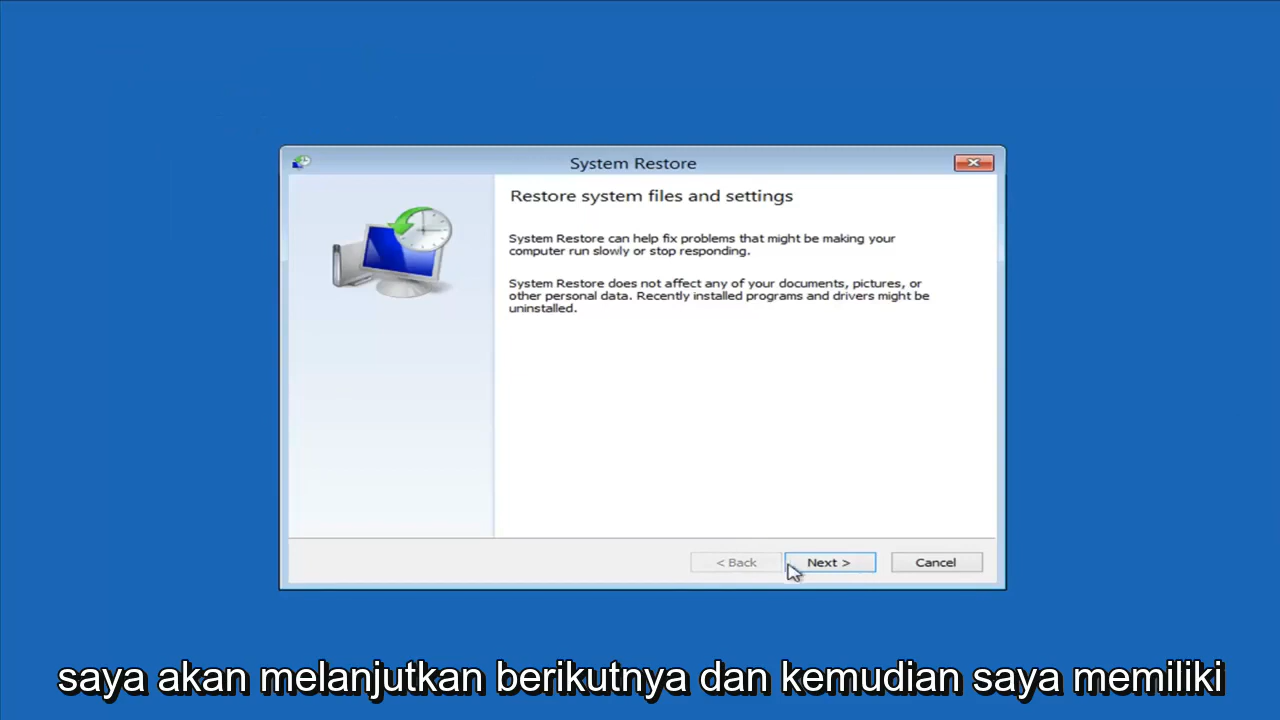 System Restore
Restore system files and settings
System Restore can help fix problems that might be making your
computer run slowly or stop responding.
System Restore does not affect any of your documents, pictures, or
other personal data. Recently installed programs and drivers might be
uninstalled.
< Back
Next >
Cancel
saya akan melanjutkan berikutnya dan kemudian saya memiliki